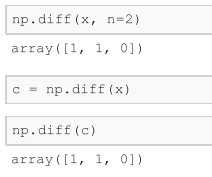 np.diff(x, n=2)
array([1, 1, 0])
c = np.diff(x)
np.diff(c)
array([1, 1, 0])